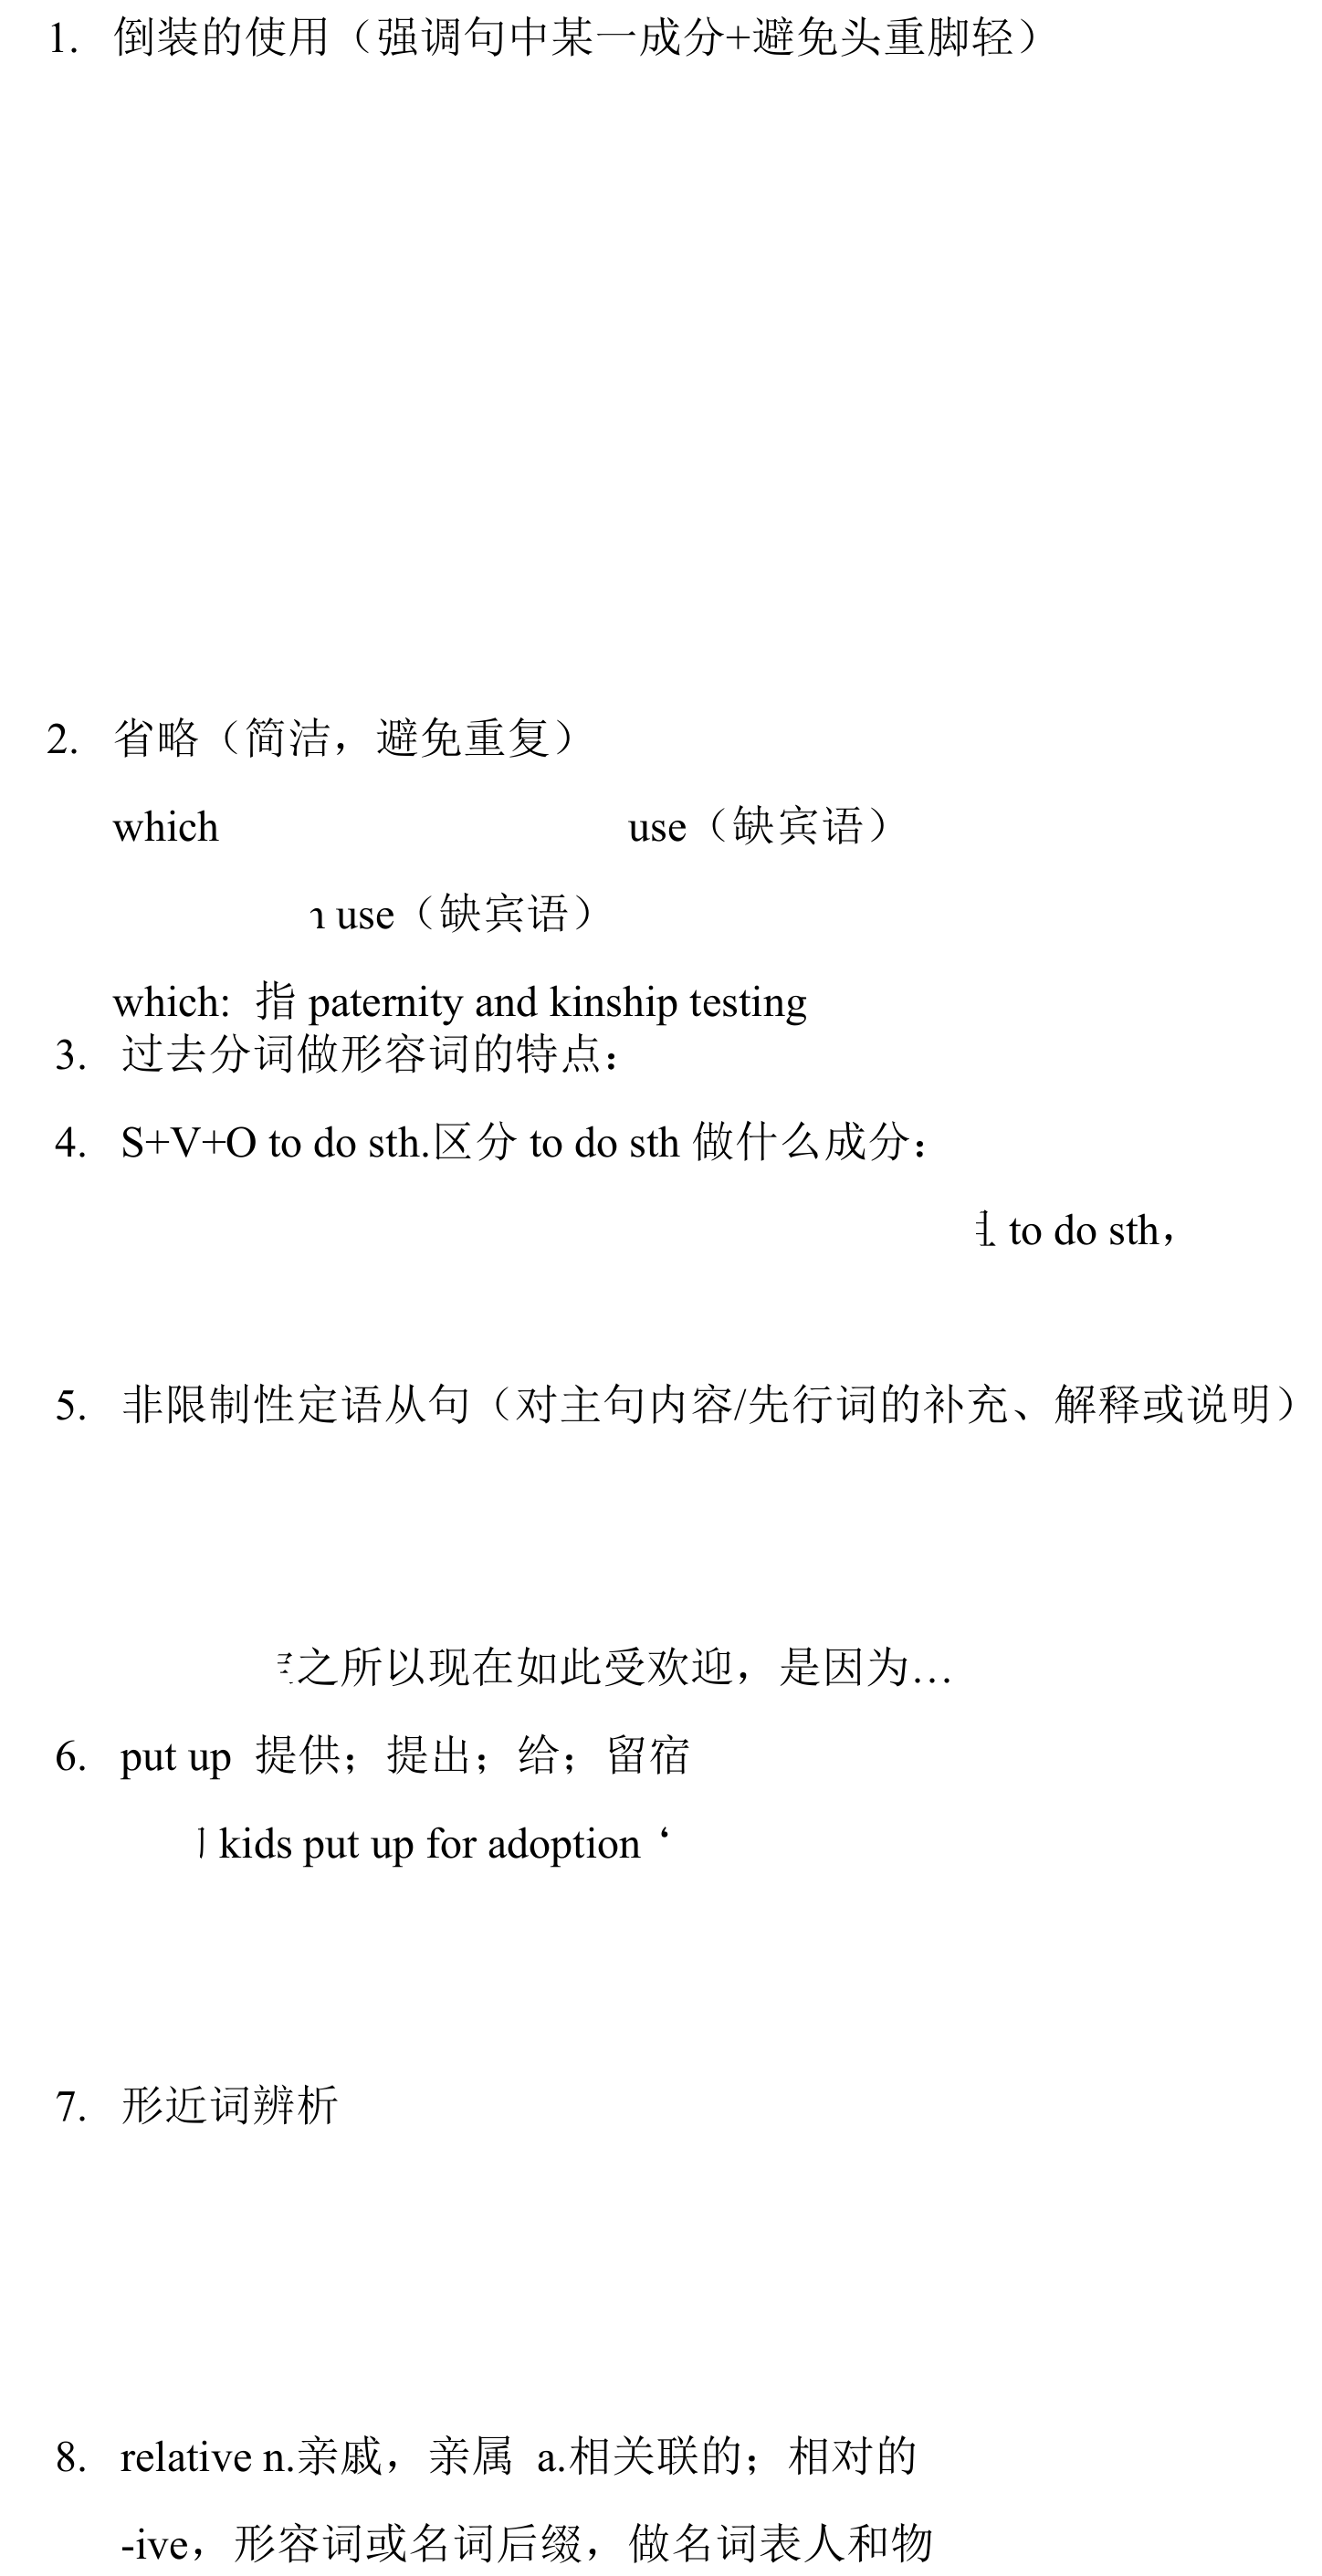 1. 倒装的使用（强调句中某一成分+避免头重脚轻）
2. 省略（简洁，避免重复）
which use（缺宾语）
use（缺宾语）
which: 指 paternity and kinship testing
3. 过去分词做形容词的特点：
4. S+V+O to do sth.区分 to do sth 做什么成分：
to do sth，
5. 非限制性定语从句（对主句内容/先行词的补充、解释或说明）
之所以现在如此受欢迎，是因为…
6. put up 提供；提出；给；留宿
kids put up for adoption ‘
7. 形近词辨析
8. relative n.亲戚，亲属 a.相关联的；相对的
-ive，形容词或名词后缀，做名词表人和物